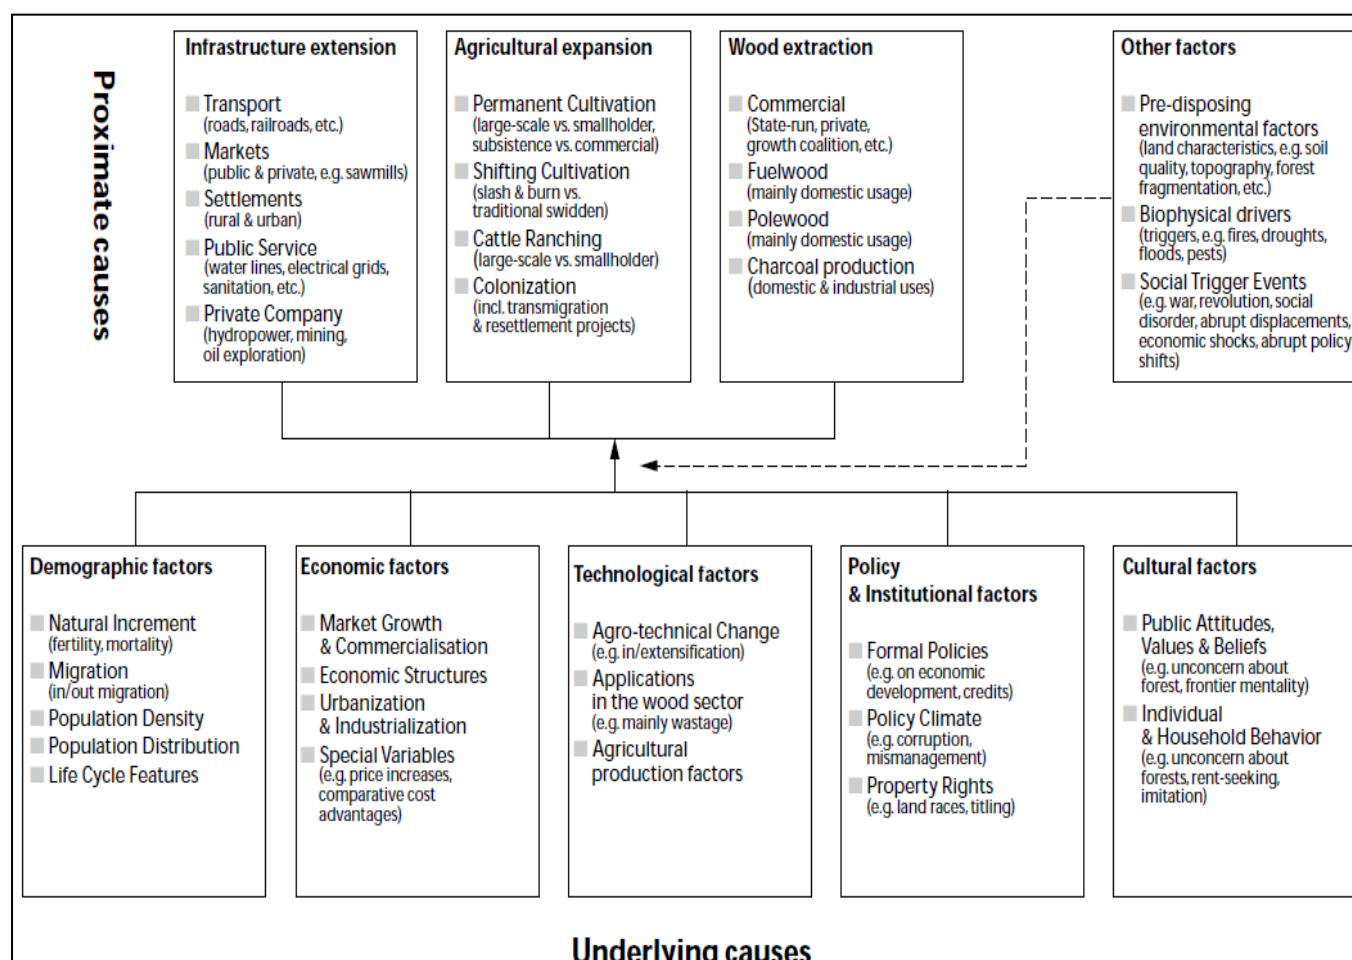 Proximate causes
Infrastructure extension
Transport
(roads, railroads, etc.)
Markets
(public & private, e.g. sawmills)
Settlements
(rural & urban)
Public Service
(water lines, electrical grids,
sanitation, etc.)
Private Company
(hydropower, mining,
oil exploration)
Agricultural expansion
Permanent Cultivation
(large-scale vs. smallholder,
subsistence vs. commercial)
Shifting Cultivation
(slash & burn vs.
traditional swidden)
Cattle Ranching
(large-scale vs. smallholder)
Colonization
(incl. transmigration
& resettlement projects)
Wood extraction
Commercial
(State-run, private,
growth coalition, etc.)
Fuelwood
(mainly domestic usage)
Polewood
(mainly domestic usage)
Charcoal production
(domestic & industrial uses)
Other factors
Pre-disposing
environmental factors
(land characteristics, e.g. soil
quality, topography, forest
fragmentation, etc.)
Biophysical drivers
(triggers, e.g. fires, droughts,
floods, pests)
Social Trigger Events
(e.g. war, revolution, social
disorder, abrupt displacements,
economic shocks, abrupt policy
shifts)
Demographic factors
Natural Increment
(fertility, mortality)
Migration
(in/out migration)
Population Density
Population Distribution
Life Cycle Features
Economic factors
Market Growth
& Commercialisation
Economic Structures
Urbanization
& Industrialization
Special Variables
(e.g. price increases,
comparative cost
advantages)
Technological factors
Agro-technical Change
(e.g. in/extensification)
Applications
in the wood sector
(e.g. mainly wastage)
Agricultural
production factors
Policy
& Institutional factors
Formal Policies
(e.g. on economic
development, credits)
Policy Climate
(e.g. corruption,
mismanagement)
Property Rights
(e.g. land races, titling)
Cultural factors
Public Attitudes,
Values & Beliefs
(e.g. unconcern about
forest, frontier mentality)
Individual
& Household Behavior
(e.g. unconcern about
forests, rent-seeking,
imitation)
Underlying causes